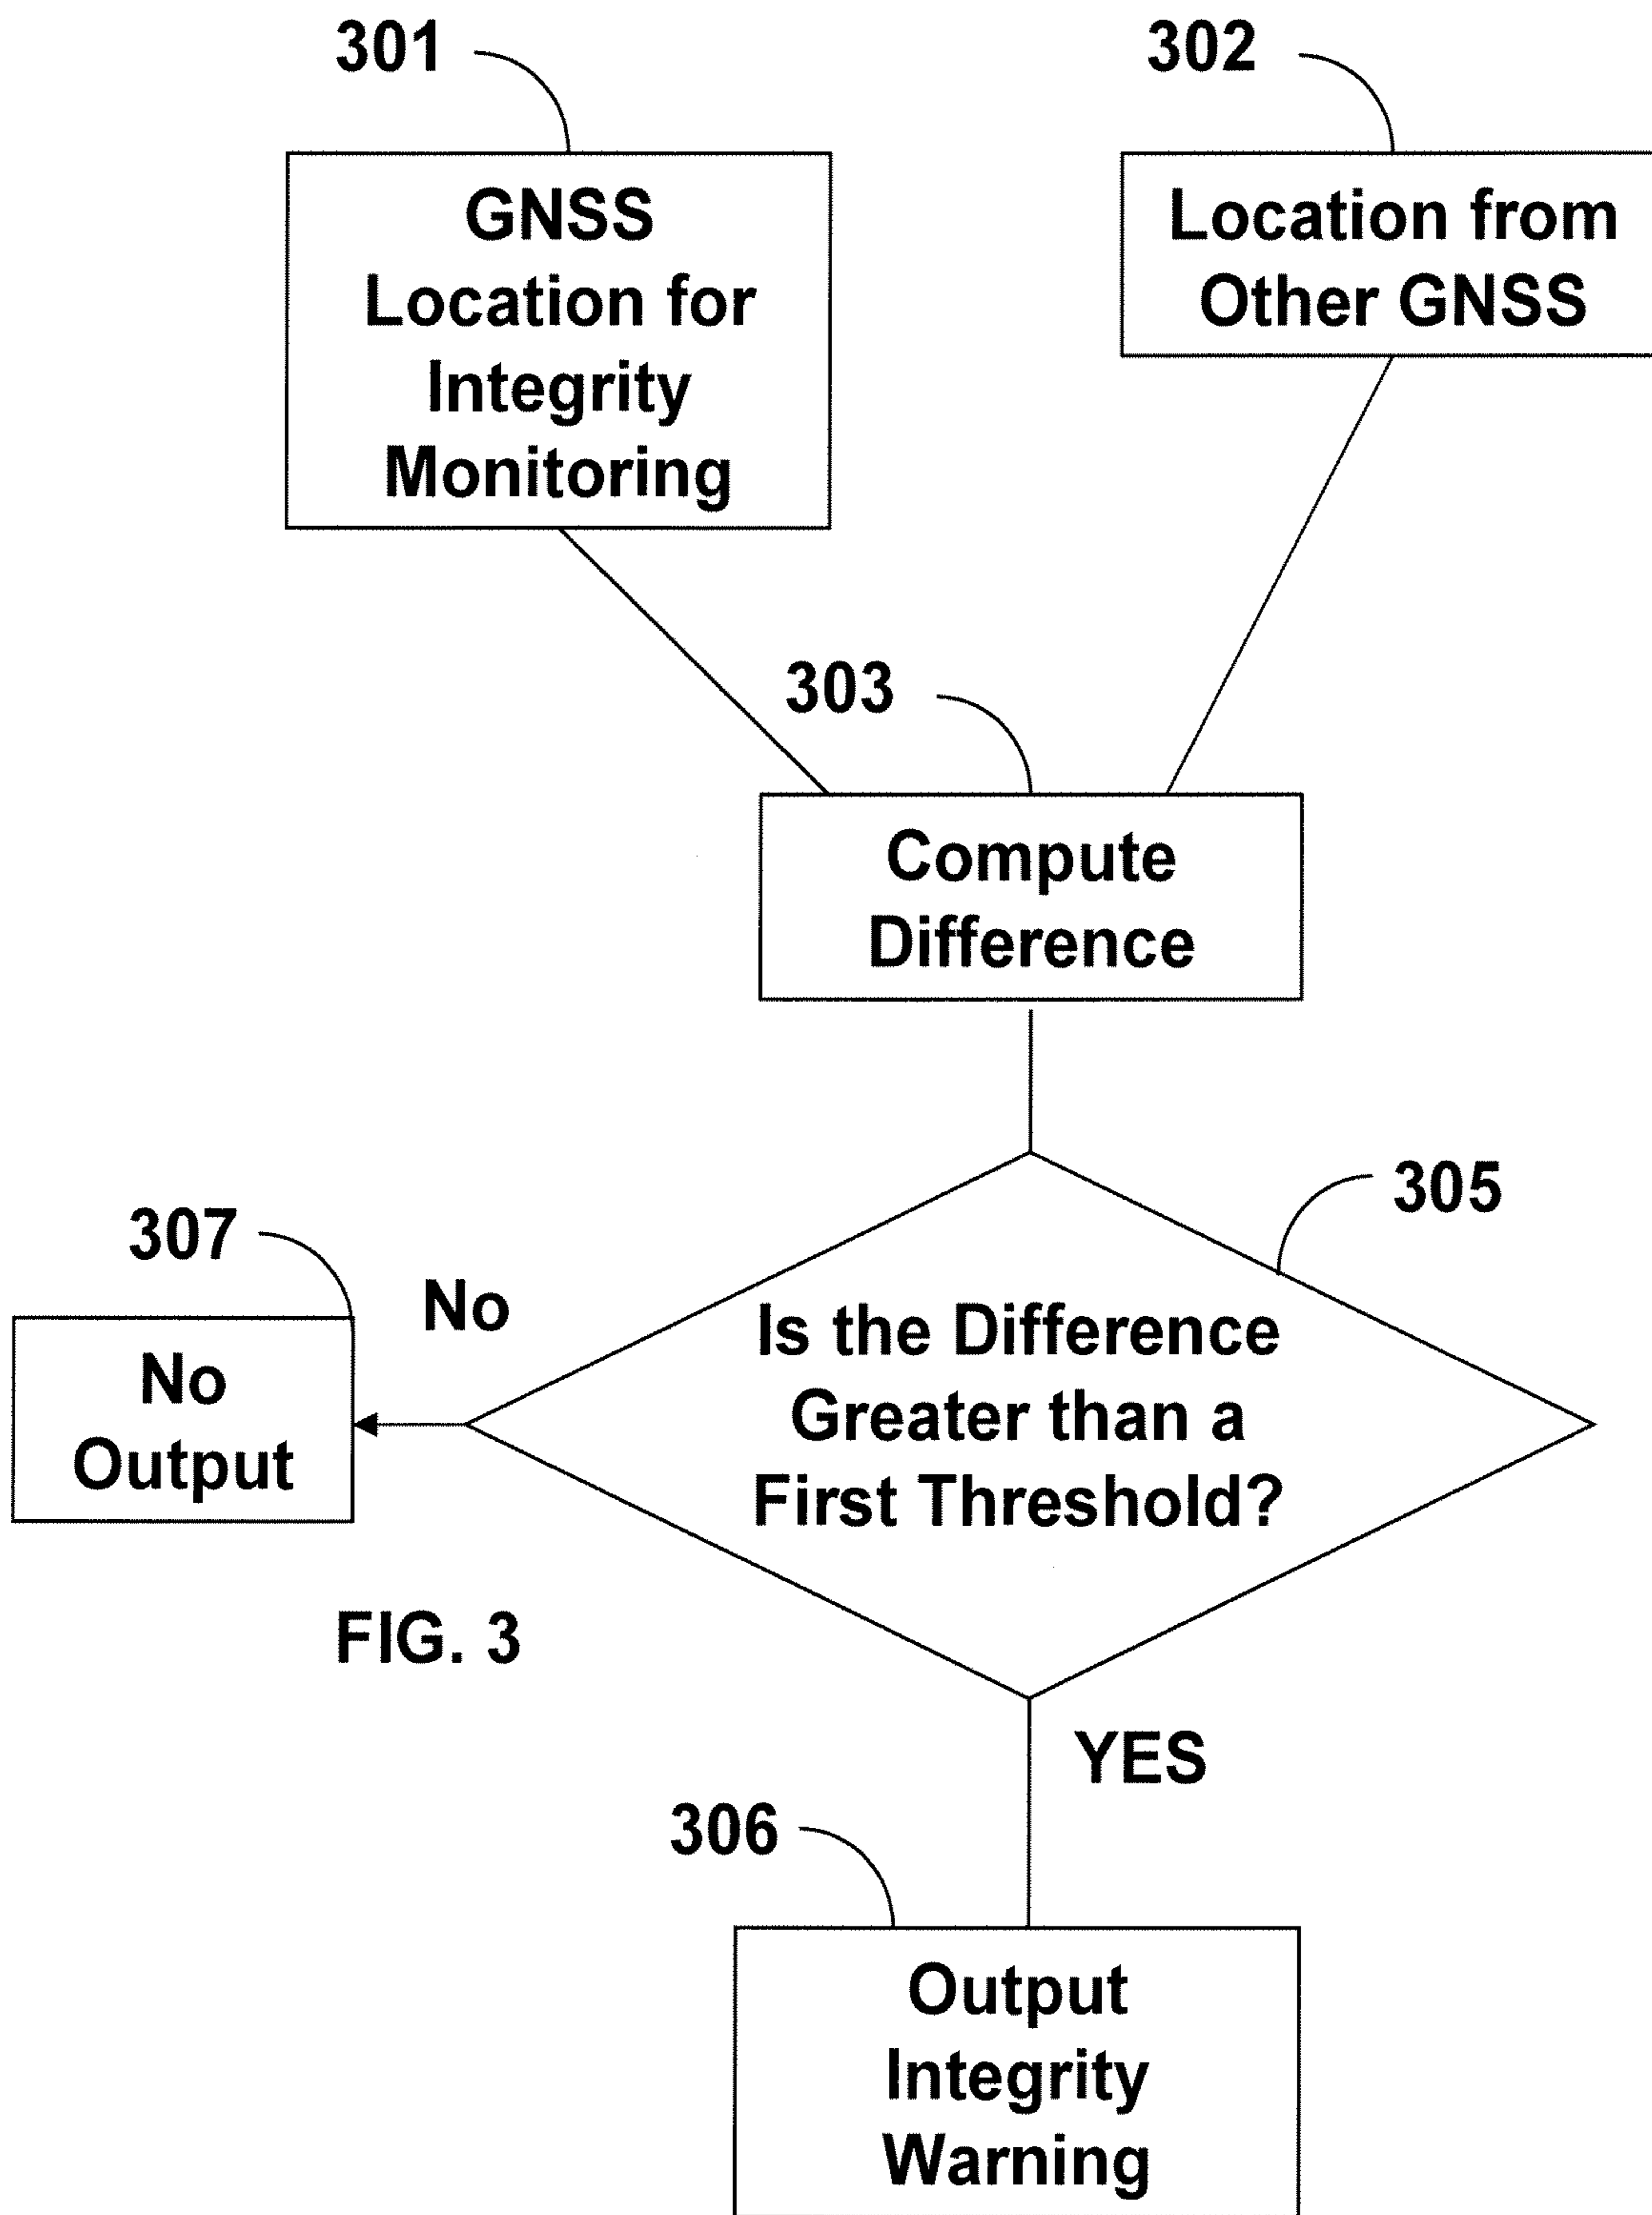 301
302
GNSS
Location for
Integrity
Monitoring
Location from
Other GNSS
303
Compute
Difference
305
307
No
Is the Difference
Greater than a
First Threshold?
No
Output
FIG. 3
YES
306
Output
Integrity
Warning